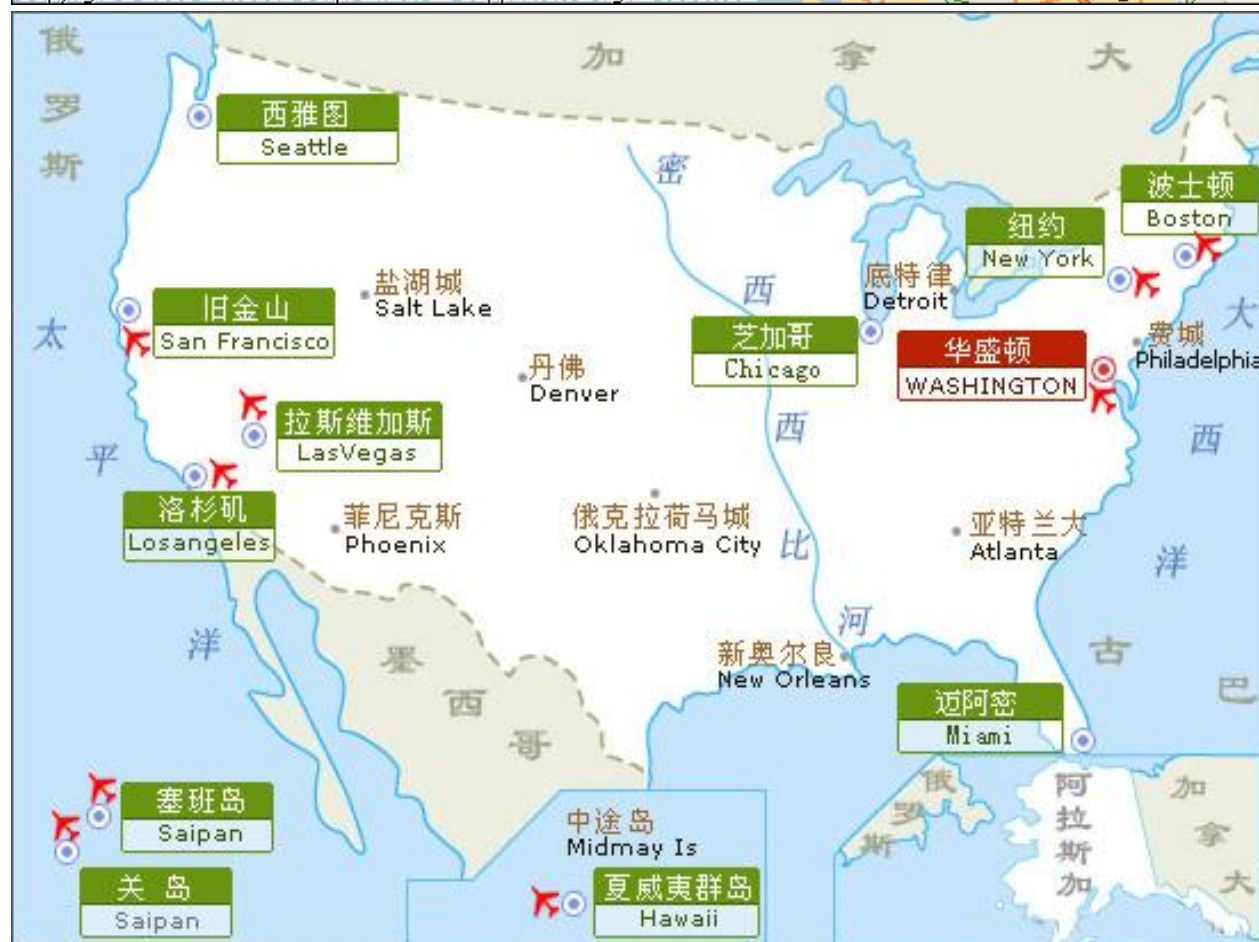 俄罗斯
加拿大
西雅图
Seattle
密西西比河
波士顿
Boston
纽约
New York
盐湖城
Salt Lake
底特律
Detroit
旧金山
San Francisco
芝加哥
Chicago
华盛顿
WASHINGTON
费城
Philadelphia
丹佛
Denver
拉斯维加斯
LasVegas
太平洋
大西洋
洛杉矶
Losangeles
菲尼克斯
Phoenix
俄克拉荷马城
Oklahoma City
亚特兰大
Atlanta
新奥尔良
New Orleans
墨西哥
古巴
迈阿密
Miami
塞班岛
Saipan
关 岛
Saipan
中途岛
Midmay Is
夏威夷群岛
Hawaii
俄罗斯
阿拉斯加
加拿大